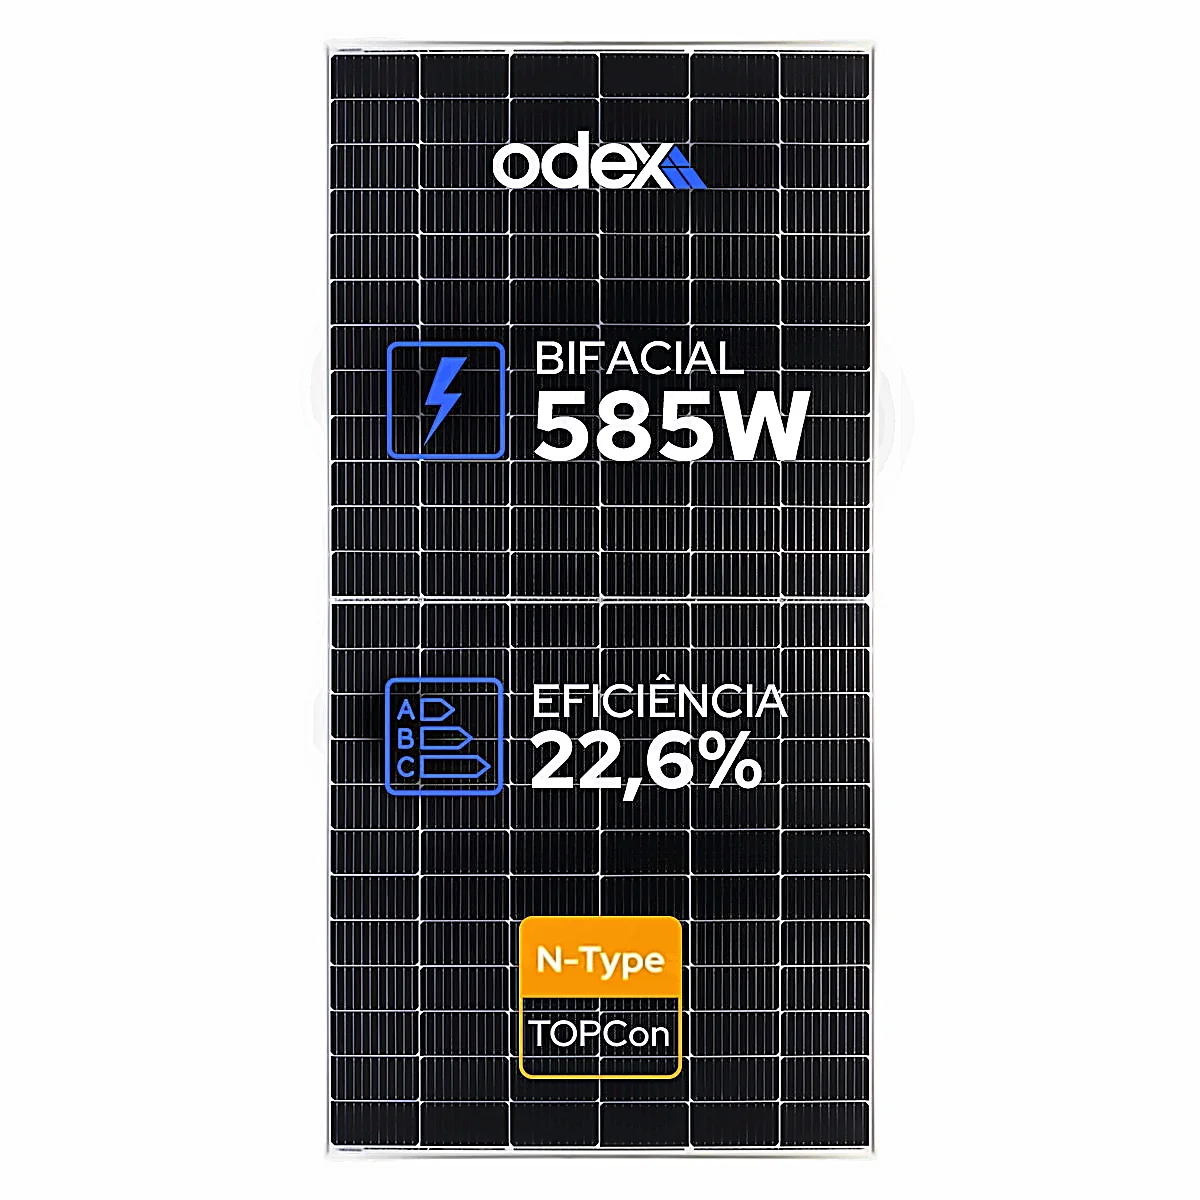 odex
BIFACIAL
585W
A
B
C
EFICIÊNCIA
22,6%
N-Type
TOPCon